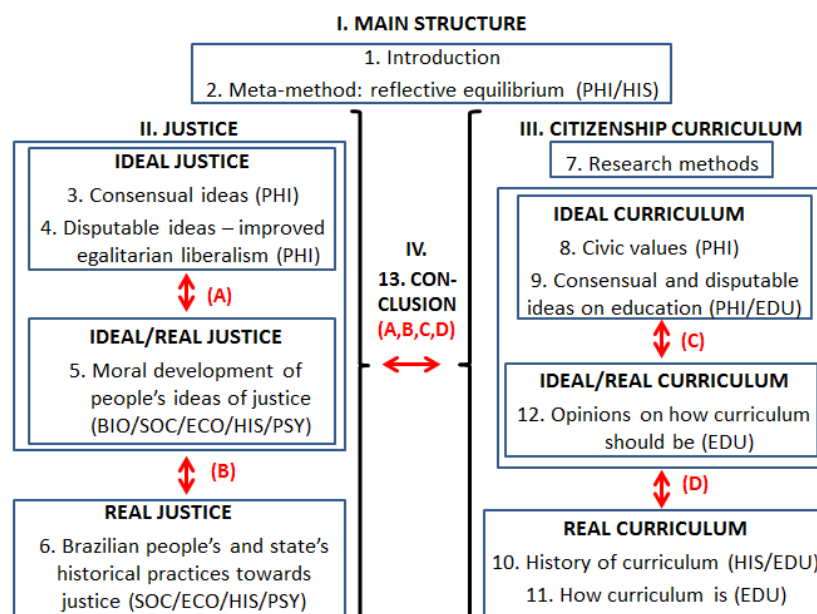 I. MAIN STRUCTURE
1. Introduction
2. Meta-method: reflective equilibrium (PHI/HIS)
II. JUSTICE
IDEAL JUSTICE
3. Consensual ideas (PHI)
4. Disputable ideas – improved
egalitarian liberalism (PHI)
(A)
IDEAL/REAL JUSTICE
5. Moral development of
people's ideas of justice
(BIO/SOC/ECO/HIS/PSY)
(B)
REAL JUSTICE
6. Brazilian people's and state's
historical practices towards
justice (SOC/ECO/HIS/PSY)
IV.
13. CON-
CLUSION
(A,B,C,D)
III. CITIZENSHIP CURRICULUM
7. Research methods
IDEAL CURRICULUM
8. Civic values (PHI)
9. Consensual and disputable
ideas on education (PHI/EDU)
(C)
IDEAL/REAL CURRICULUM
12. Opinions on how curriculum
should be (EDU)
(D)
REAL CURRICULUM
10. History of curriculum (HIS/EDU)
11. How curriculum is (EDU)